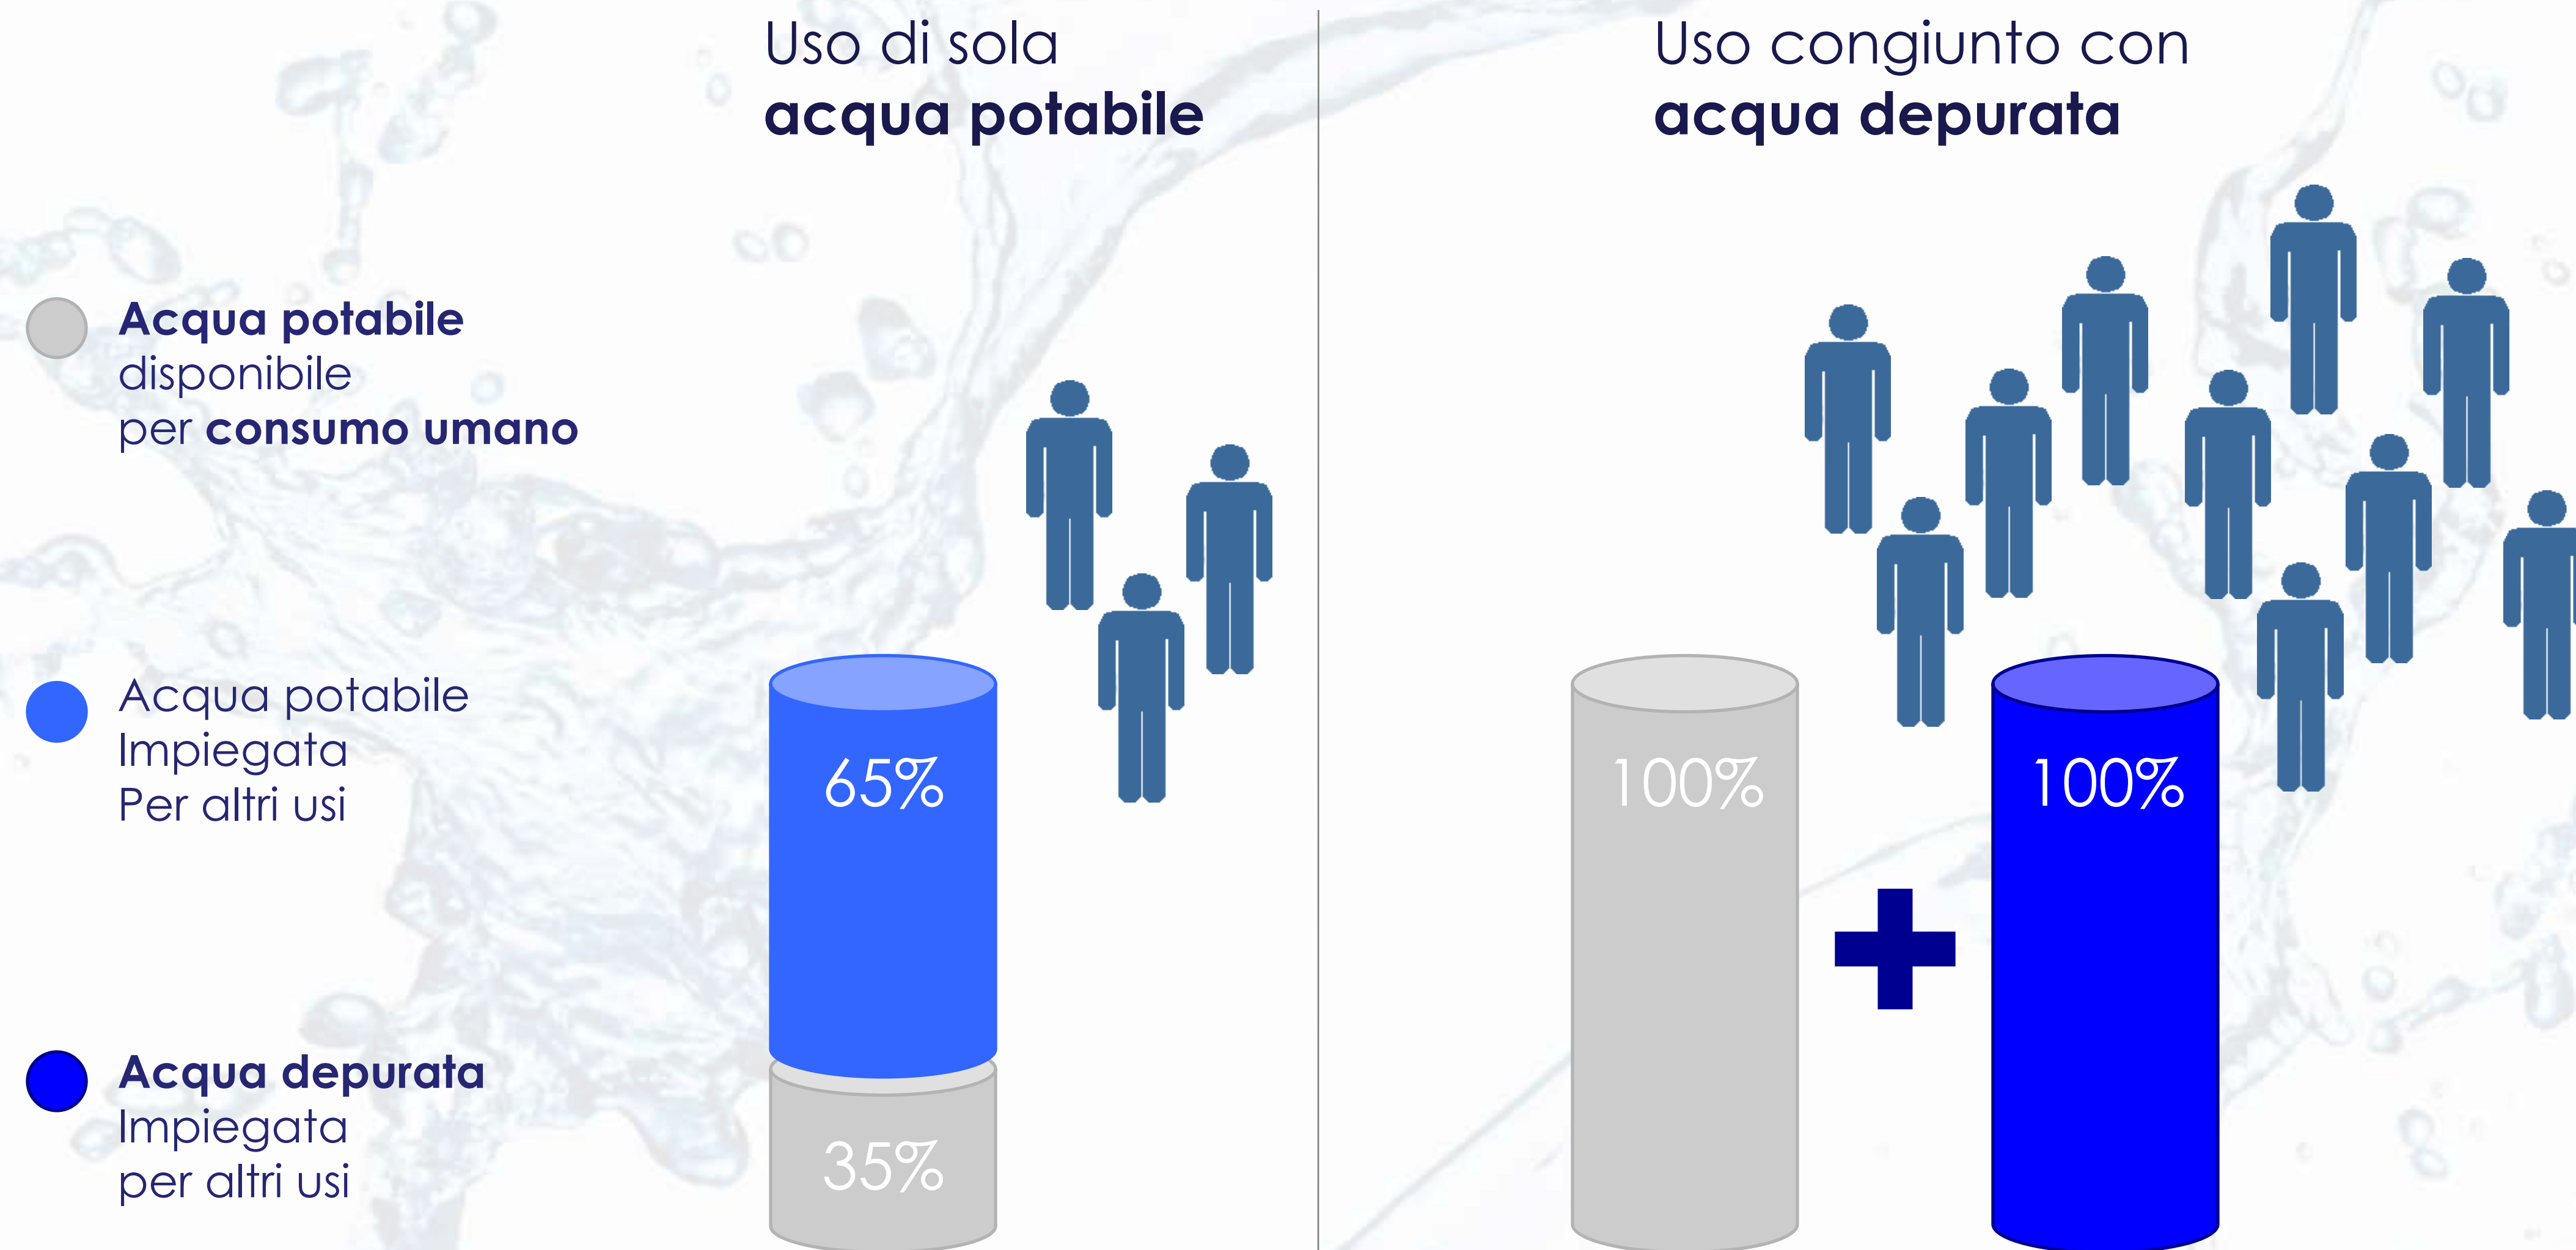 Uso di sola
acqua potabile
Uso congiunto con
acqua depurata
Acqua potabile
disponibile
per consumo umano
Acqua potabile
Impiegata
Per altri usi
Acqua depurata
Impiegata
per altri usi
65%
35%
100%
100%